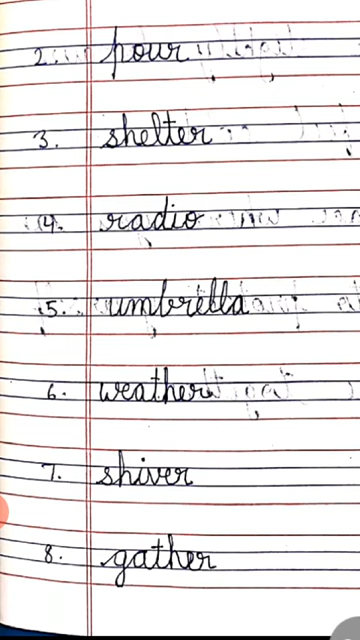 2. pour
3. shelter
4. radio
5. umbrella
6. weather
7. shiver
8. gather